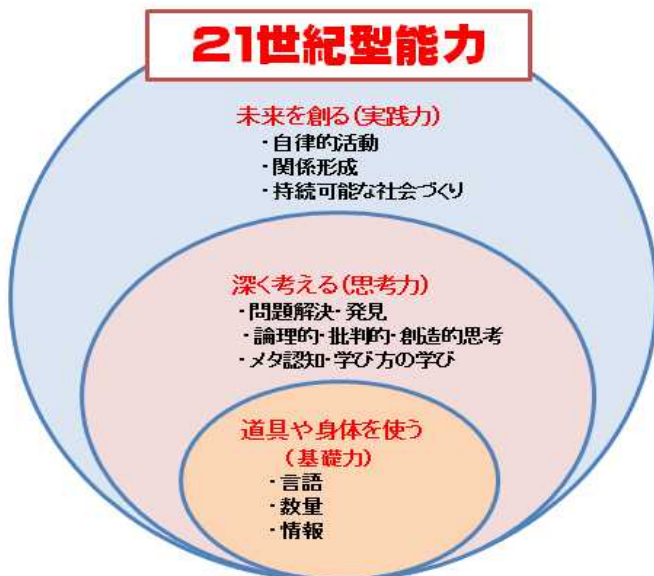 21世紀型能力
未来を創る(実践力)
・自律的活動
・関係形成
・持続可能な社会づくり
深く考える(思考力)
・問題解決・発見
・論理的・批判的・創造的思考
・メタ認知・学び方の学び
道具や身体を使う
(基礎力)
・言語
・数量
・情報